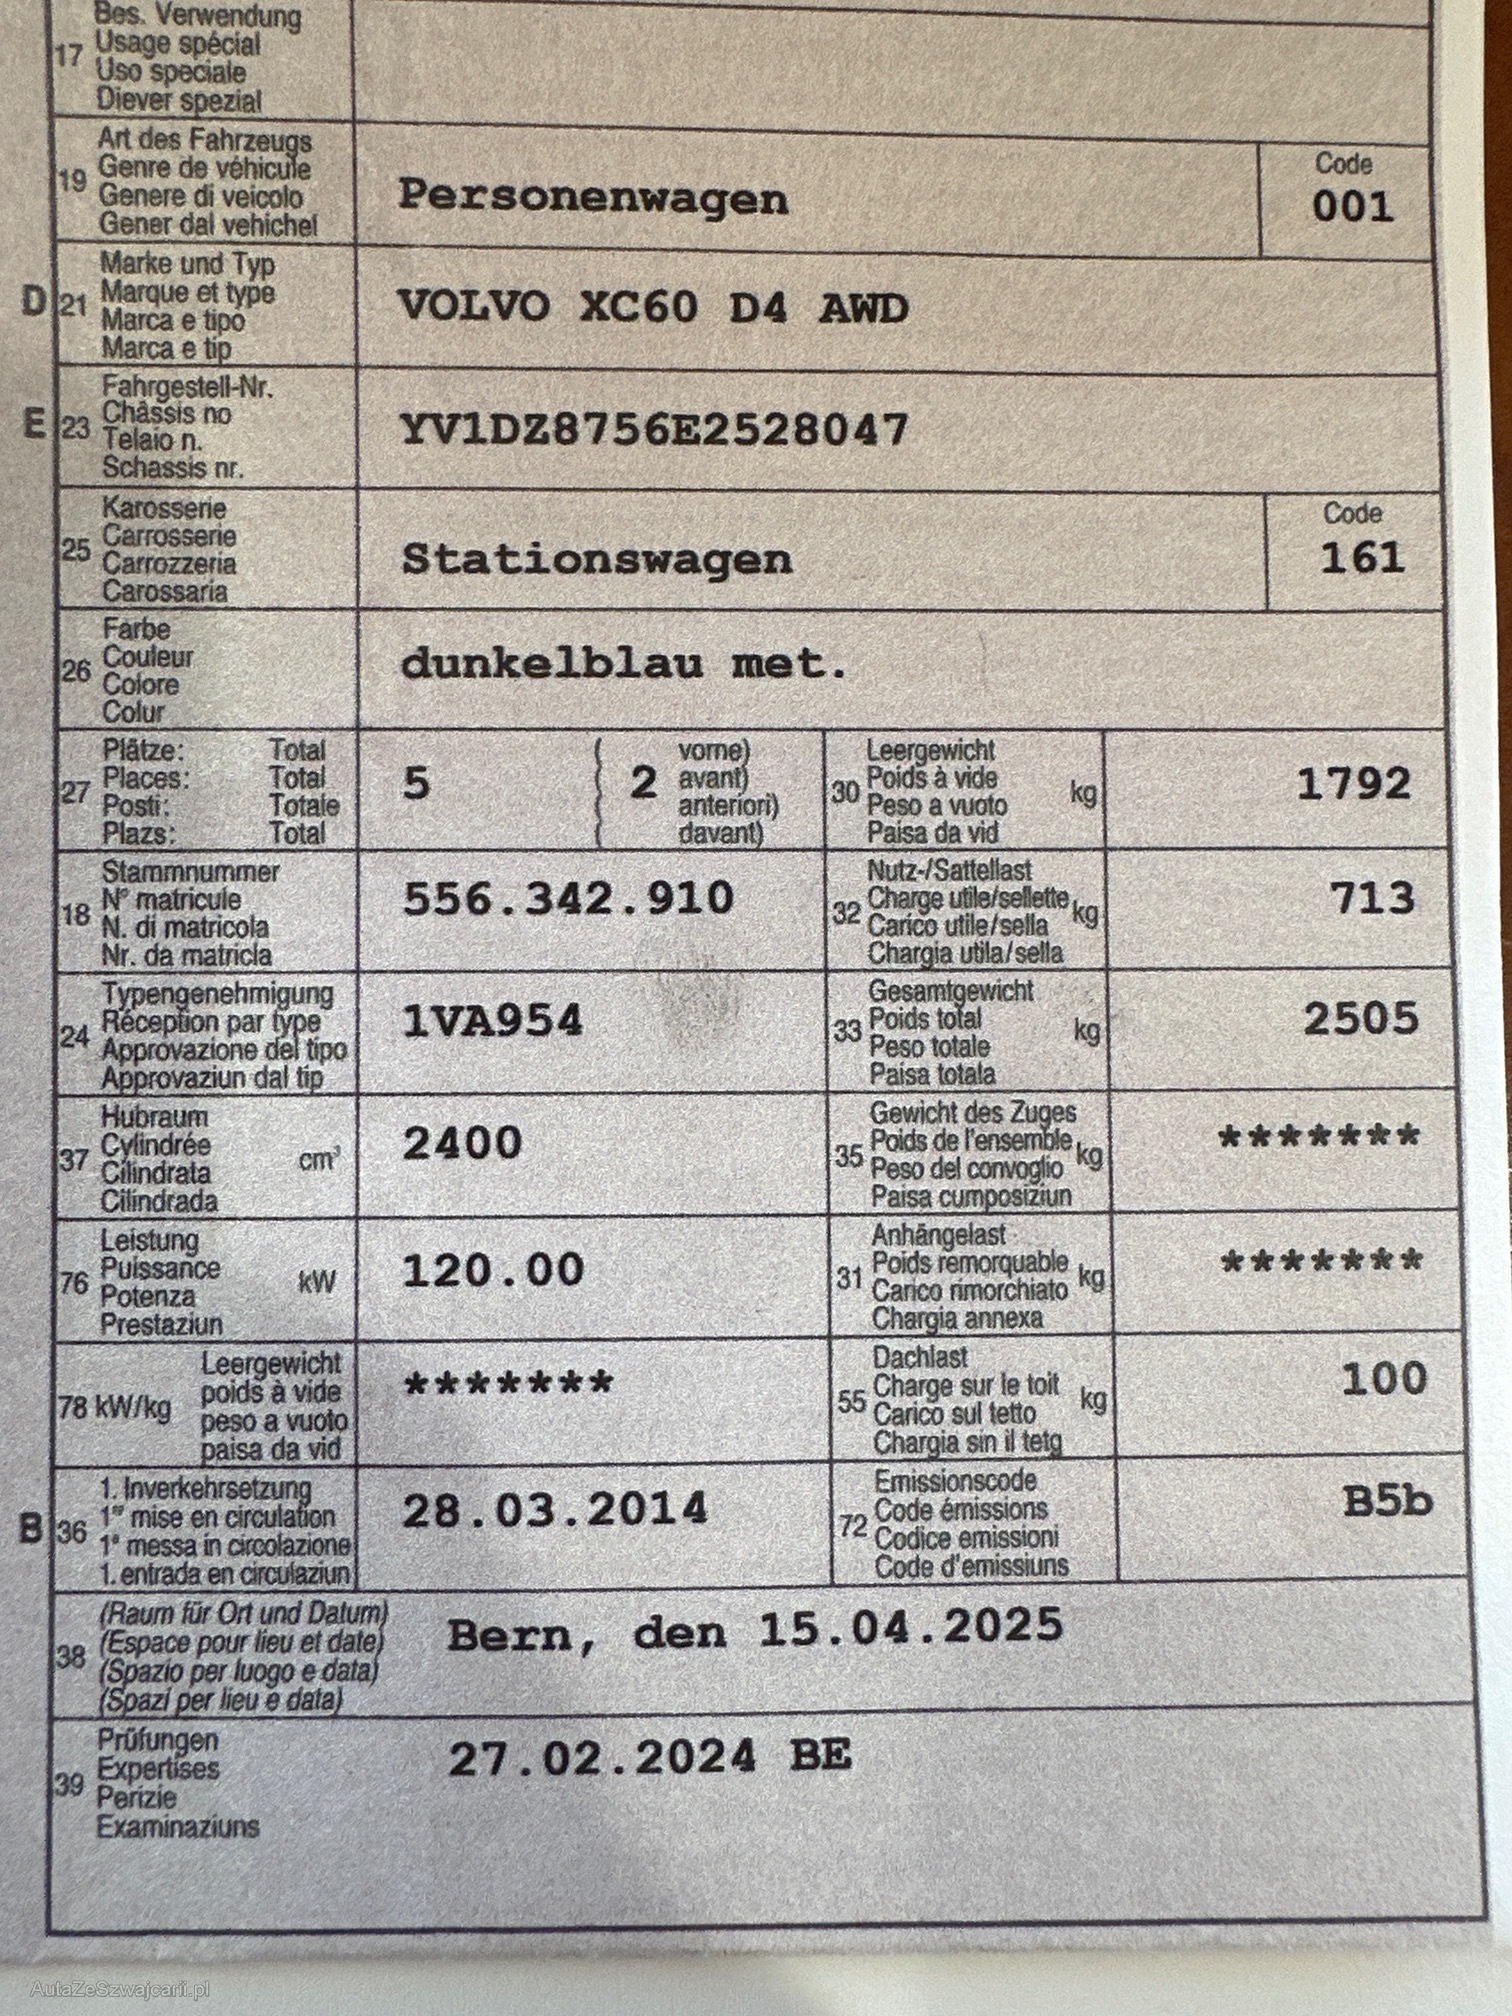 Bes. Verwendung
17 Usage spécial
Uso speciale
Diever spezial
Art des Fahrzeugs
19 Genre de véhicule
Genere di veicolo
Gener dal vehichel
Personenwagen
Code
001
D 21 Marke und Typ
Marque et type
Marca e tipo
Marca e tip
VOLVO XC60 D4 AWD
E 23 Fahrgestell-Nr.
Châssis no
Telaio n.
Schassis nr.
YV1DZ8756E2528047
25 Karosserie
Carrosserie
Carrozzeria
Carossaria
Stationswagen
Code
161
26 Farbe
Couleur
Colore
Colur
dunkelblau met.
27 Plätze: Total
Places: Total
Posti: Totale
Plazs: Total
5
( 2 vorne)
( avant)
( anteriori)
( davant)
30 Leergewicht
Poids à vide
Peso a vuoto kg
Paisa da vid
1792
18 Stammnummer
N° matricule
N. di matricola
Nr. da matricla
556.342.910
32 Nutz-/Sattellast
Charge utile/sellette kg
Carico utile/sella
Chargia utila/sella
713
24 Typengenehmigung
Réception par type
Approvazione del tipo
Approvaziun dal tip
1VA954
33 Gesamtgewicht
Poids total kg
Peso totale
Paisa totala
2505
37 Hubraum
Cylindrée cm³
Cilindrata
Cilindrada
2400
35 Gewicht des Zuges
Poids de l'ensemble kg
Peso del convoglio
Paisa cumposiziun
*******
76 Leistung
Puissance kW
Potenza
Prestaziun
120.00
31 Anhängelast
Poids remorquable kg
Carico rimorchiato
Chargia annexa
*******
78 kW/kg Leergewicht
poids à vide
peso a vuoto
paisa da vid
*******
55 Dachlast
Charge sur le toit kg
Carico sul tetto
Chargia sin il tetg
100
B 36 1. Inverkehrsetzung
1re mise en circulation
1a messa in circolazione
1. entrada en circulaziun
28.03.2014
72 Emissionscode
Code émissions
Codice emissioni
Code d'emissiuns
B5b
38 (Raum für Ort und Datum)
(Espace pour lieu et date)
(Spazio per luogo e data)
(Spazi per lieu e data)
Bern, den 15.04.2025
39 Prüfungen
Expertises
Perizie
Examinaziuns
27.02.2024 BE
AutaZeSzwajcarii.pl